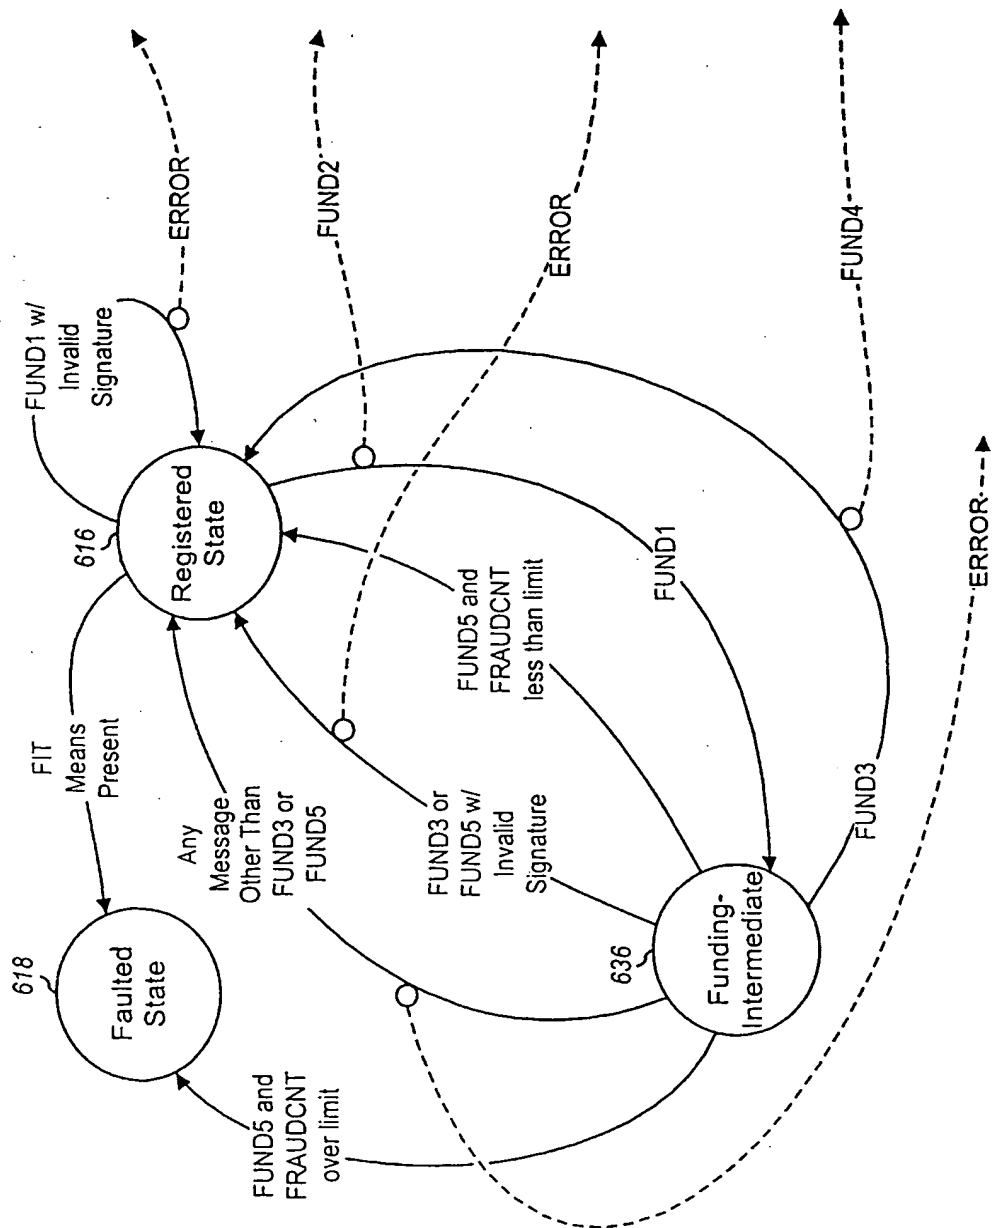 FUND1 w/
Invalid
Signature
ERROR
FUND2
ERROR
FUND4
ERROR
616
Registered
State
FIT
Means
Present
Any
Message
Other Than
FUND3 or
FUND5
FUND3 or
FUND5 w/
Invalid
Signature
FUND5 and
FRAUDCNT
less than limit
FUND1
FUND3
618
Faulted
State
636
Funding-
Intermediate
FUND5 and
FRAUDCNT
over limit